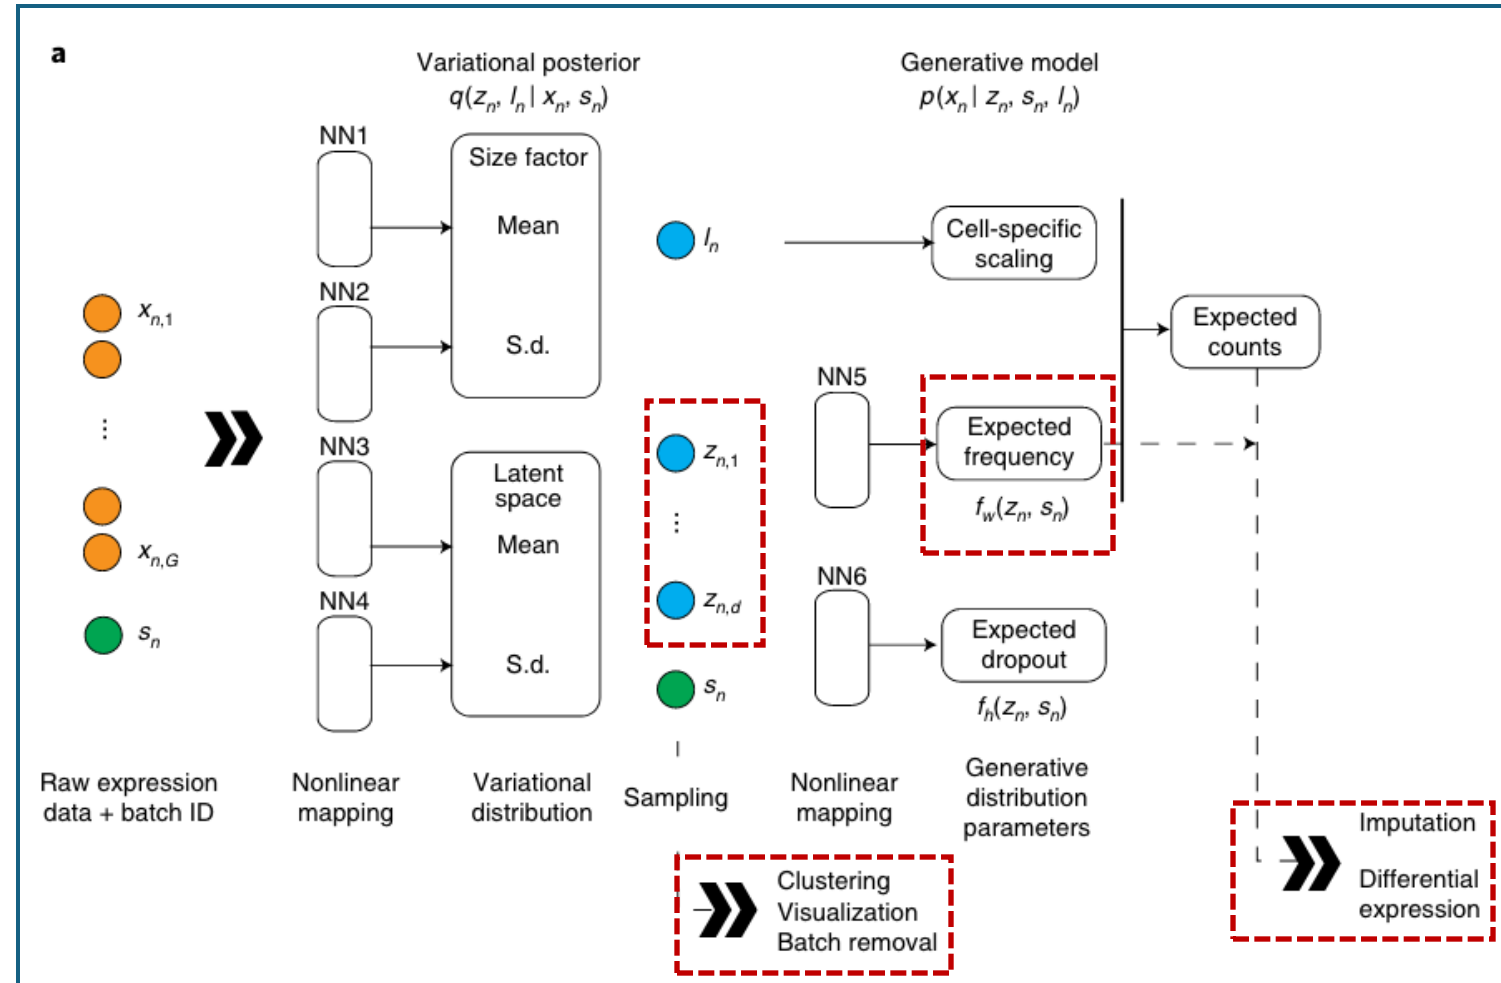 a
Variational posterior
q(zₙ, lₙ | xₙ, sₙ)
Generative model
p(xₙ | zₙ, sₙ, lₙ)
NN1
Size factor
Mean
lₙ
Cell-specific
scaling
NN2
S.d.
xₙ,₁
⋮
xₙ,G
sₙ
Expected
counts
NN3
Latent
space
Mean
zₙ,₁
⋮
zₙ,d
NN5
Expected
frequency
f_w(zₙ, sₙ)
NN4
S.d.
sₙ
NN6
Expected
dropout
fₕ(zₙ, sₙ)
Raw expression
data + batch ID
Nonlinear
mapping
Variational
distribution
Sampling
Nonlinear
mapping
Generative
distribution
parameters
Clustering
Visualization
Batch removal
Imputation
Differential
expression